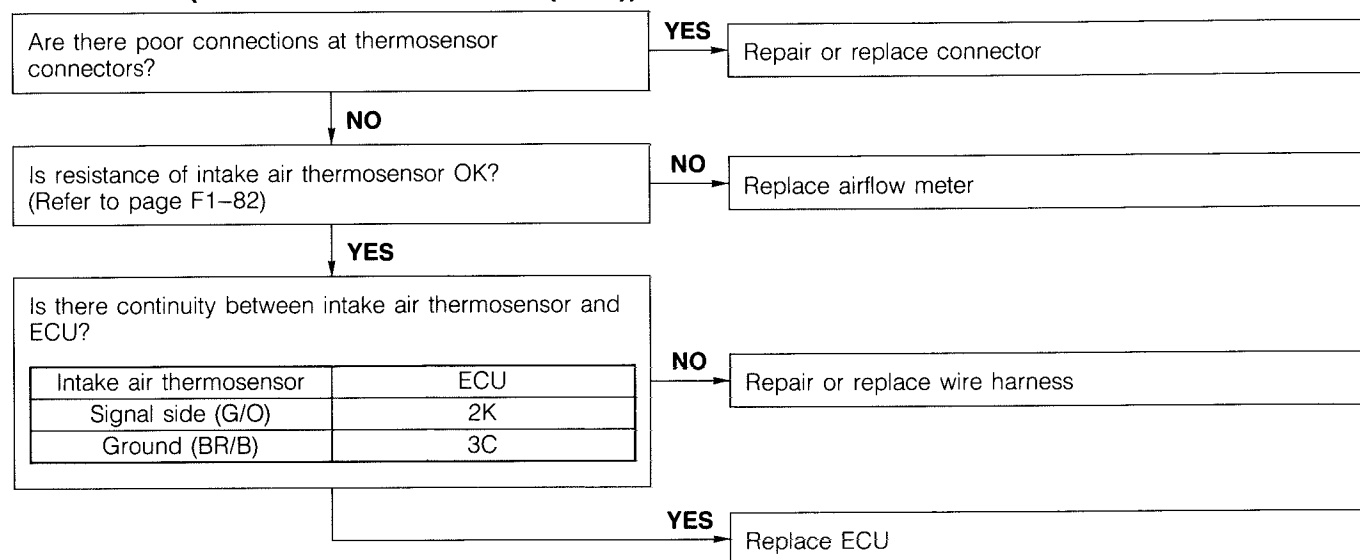 Are there poor connections at thermosensor
connectors?
YES
Repair or replace connector
NO
Is resistance of intake air thermosensor OK?
(Refer to page F1–82)
NO
Replace airflow meter
YES
Is there continuity between intake air thermosensor and
ECU?
Intake air thermosensor ECU
Signal side (G/O) 2K
Ground (BR/B) 3C
NO
Repair or replace wire harness
YES
Replace ECU